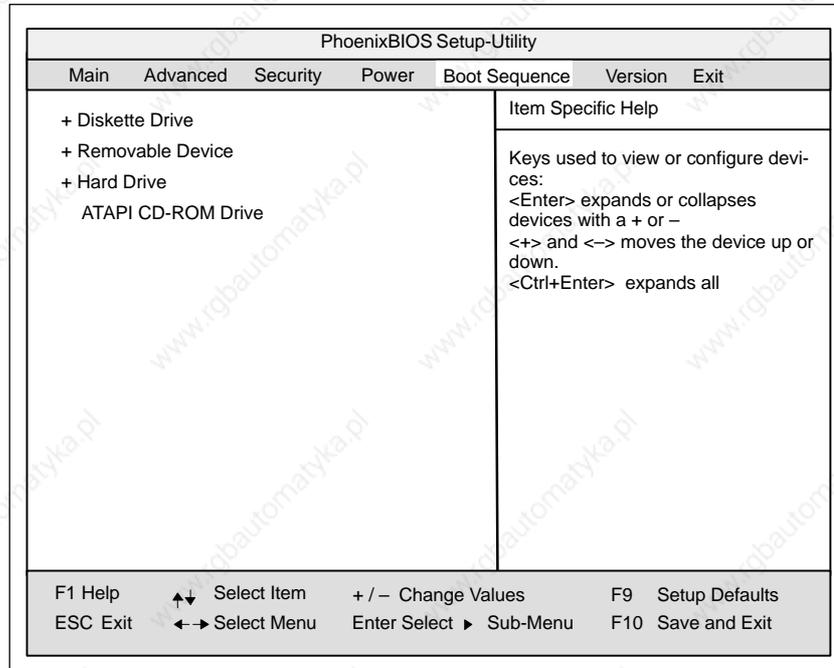 PhoenixBIOS Setup-Utility
Main Advanced Security Power Boot Sequence Version Exit
+ Diskette Drive
+ Removable Device
+ Hard Drive
ATAPI CD-ROM Drive
Item Specific Help
Keys used to view or configure devi-
ces:
<Enter> expands or collapses
devices with a + or –
<+> and <–> moves the device up or
down.
<Ctrl+Enter> expands all
F1 Help Select Item + / – Change Values F9 Setup Defaults
ESC Exit Select Menu Enter Select ▶ Sub-Menu F10 Save and Exit
www.rgbautomatyka.pl